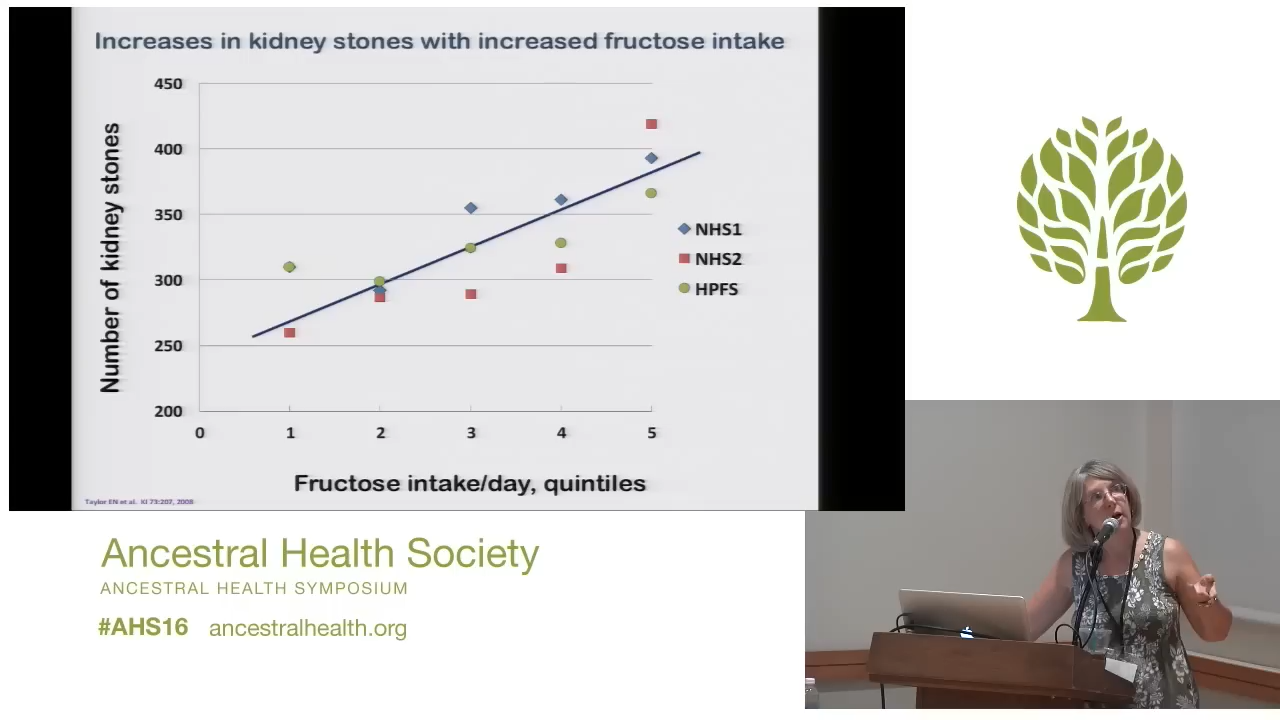 Increases in kidney stones with increased fructose intake
Number of kidney stones
450
400
350
300
250
200
0 1 2 3 4 5
NHS1
NHS2
HPFS
Fructose intake/day, quintiles
Taylor EN et al. KI 73:207, 2008
Ancestral Health Society
ANCESTRAL HEALTH SYMPOSIUM
#AHS16 ancestralhealth.org